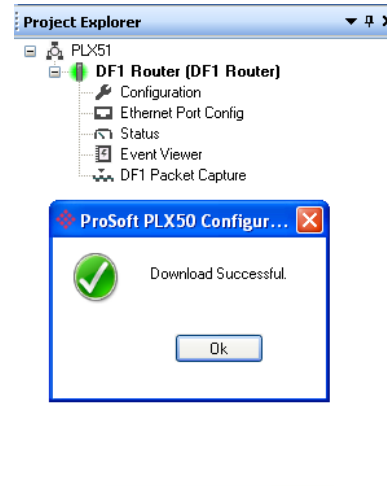 Project Explorer
PLX51
DF1 Router (DF1 Router)
Configuration
Ethernet Port Config
Status
Event Viewer
DF1 Packet Capture
ProSoft PLX50 Configur...
Download Successful.
Ok